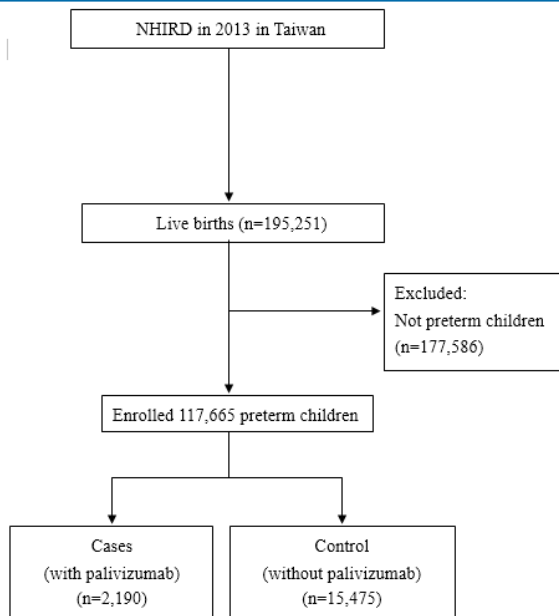 NHIRD in 2013 in Taiwan
Live births (n=195,251)
Excluded:
Not preterm children
(n=177,586)
Enrolled 117,665 preterm children
Cases
(with palivizumab)
(n=2,190)
Control
(without palivizumab)
(n=15,475)